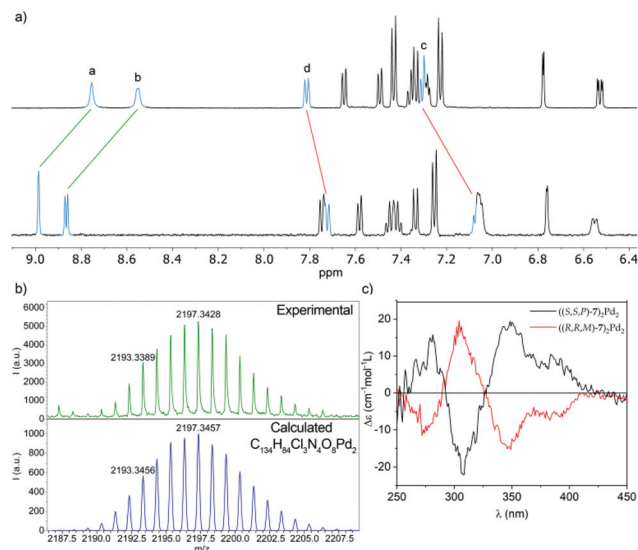 a)
a
b
d
c
9.0 8.8 8.6 8.4 8.2 8.0 7.8 7.6 7.4 7.2 7.0 6.8 6.6 6.4
ppm
b)
Experimental
2197.3428
2193.3389
I (a.u.)
6000
5000
4000
3000
2000
1000
0
Calculated
C134H84Cl3N4O8Pd2
2197.3457
2193.3456
I (a.u.)
1000
800
600
400
200
0
2187.5 2190.0 2192.5 2195.0 2197.5 2200.0 2202.5 2205.0 2207.5
m/z
c)
((S,S,P)-7)2Pd2
((R,R,M)-7)2Pd2
Δε (cm⁻¹mol⁻¹L)
20
10
0
-10
-20
250 300 350 400 450
λ (nm)